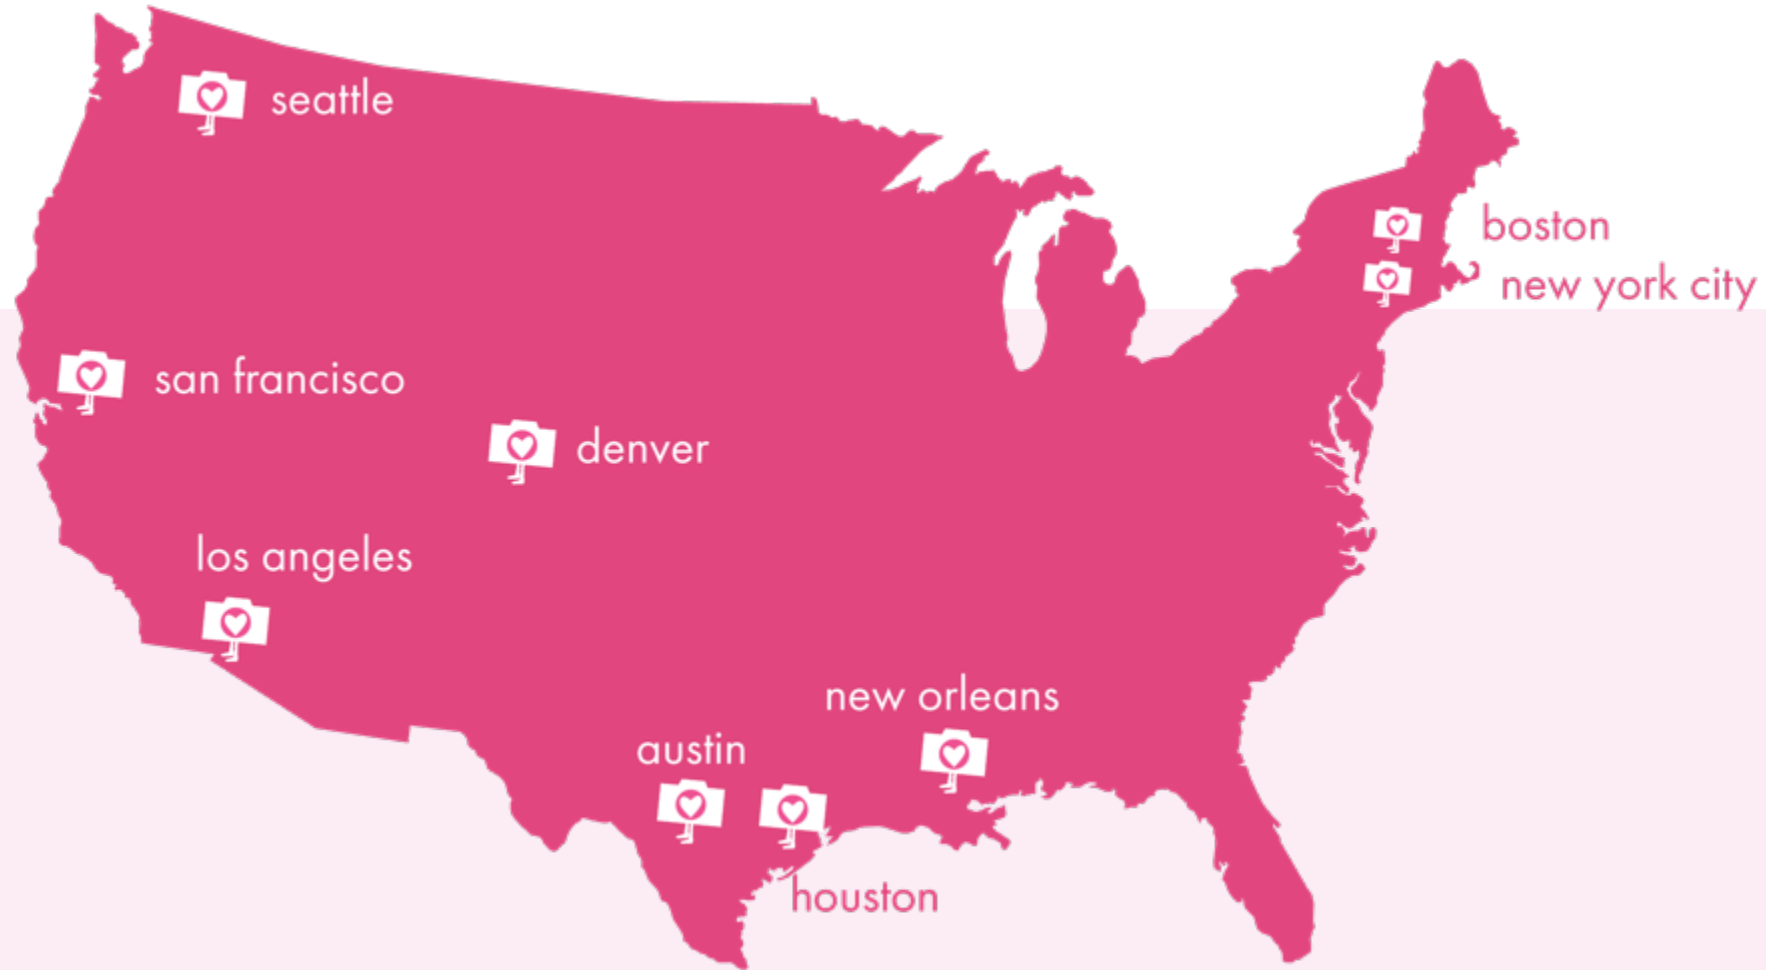 seattle
boston
new york city
san francisco
denver
los angeles
new orleans
austin
houston